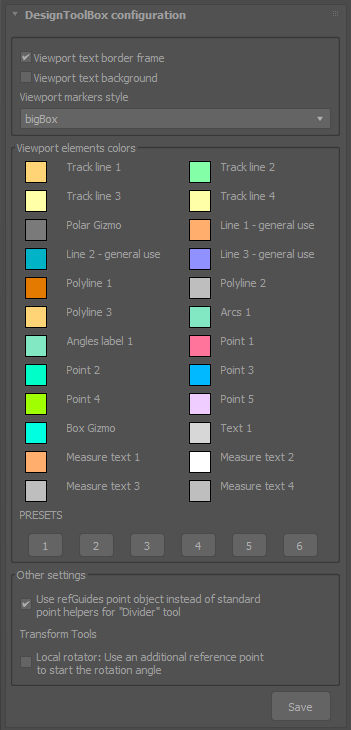 DesignToolBox configuration
Viewport text border frame
Viewport text background
Viewport markers style
bigBox
Viewport elements colors
Track line 1
Track line 2
Track line 3
Track line 4
Polar Gizmo
Line 1 - general use
Line 2 - general use
Line 3 - general use
Polyline 1
Polyline 2
Polyline 3
Arcs 1
Angles label 1
Point 1
Point 2
Point 3
Point 4
Point 5
Box Gizmo
Text 1
Measure text 1
Measure text 2
Measure text 3
Measure text 4
PRESETS
1 2 3 4 5 6
Other settings
Use refGuides point object instead of standard
point helpers for "Divider" tool
Transform Tools
Local rotator: Use an additional reference point
to start the rotation angle
Save